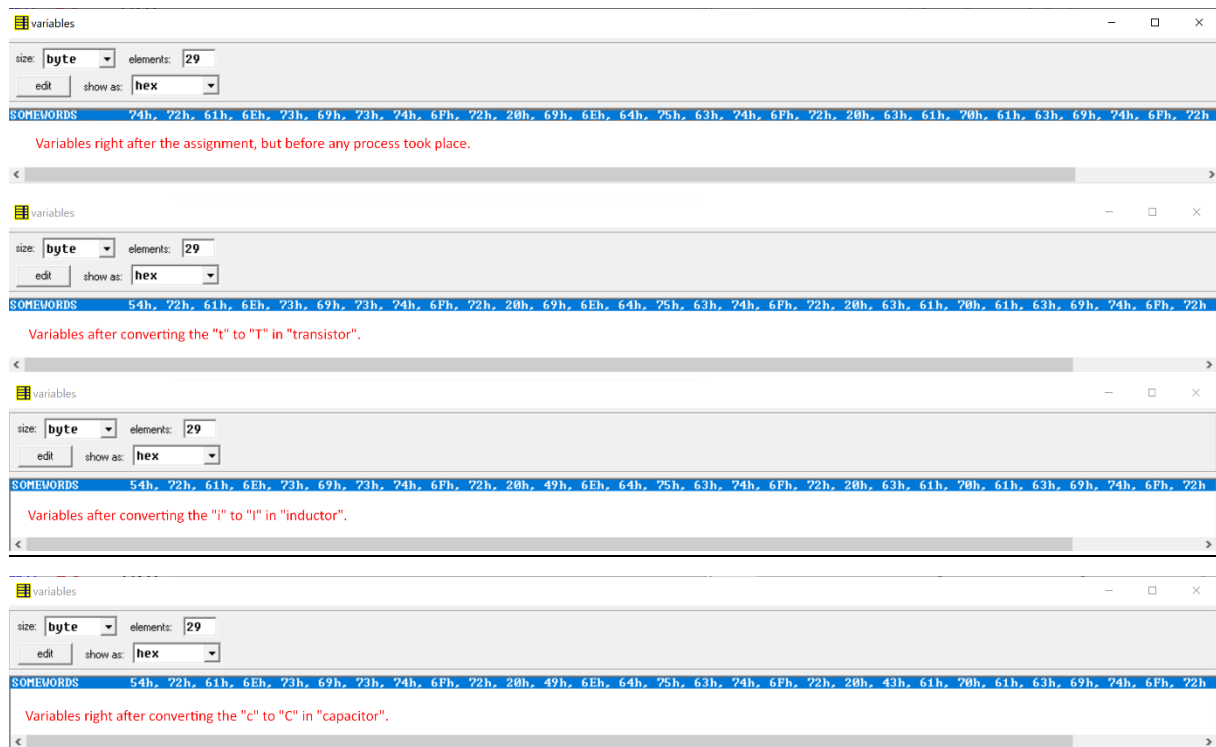 variables
size: byte elements: 29
edit show as: hex
SOMEWORDS 74h, 72h, 61h, 6Eh, 73h, 69h, 73h, 74h, 6Fh, 72h, 20h, 69h, 6Eh, 64h, 75h, 63h, 74h, 6Fh, 72h, 20h, 63h, 61h, 70h, 61h, 63h, 69h, 74h, 6Fh, 72h
Variables right after the assignment, but before any process took place.
variables
size: byte elements: 29
edit show as: hex
SOMEWORDS 54h, 72h, 61h, 6Eh, 73h, 69h, 73h, 74h, 6Fh, 72h, 20h, 69h, 6Eh, 64h, 75h, 63h, 74h, 6Fh, 72h, 20h, 63h, 61h, 70h, 61h, 63h, 69h, 74h, 6Fh, 72h
Variables after converting the "t" to "T" in "transistor".
variables
size: byte elements: 29
edit show as: hex
SOMEWORDS 54h, 72h, 61h, 6Eh, 73h, 69h, 73h, 74h, 6Fh, 72h, 20h, 49h, 6Eh, 64h, 75h, 63h, 74h, 6Fh, 72h, 20h, 63h, 61h, 70h, 61h, 63h, 69h, 74h, 6Fh, 72h
Variables after converting the "i" to "I" in "inductor".
variables
size: byte elements: 29
edit show as: hex
SOMEWORDS 54h, 72h, 61h, 6Eh, 73h, 69h, 73h, 74h, 6Fh, 72h, 20h, 49h, 6Eh, 64h, 75h, 63h, 74h, 6Fh, 72h, 20h, 43h, 61h, 70h, 61h, 63h, 69h, 74h, 6Fh, 72h
Variables right after converting the "c" to "C" in "capacitor".